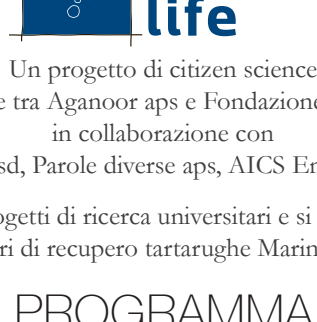 life
Un progetto di citizen science
e tra Aganoor aps e Fondazione
in collaborazione con
sd, Parole diverse aps, AICS Em
ogetti di ricerca universitari e si
ri di recupero tartarughe Marin
PROGRAMMA